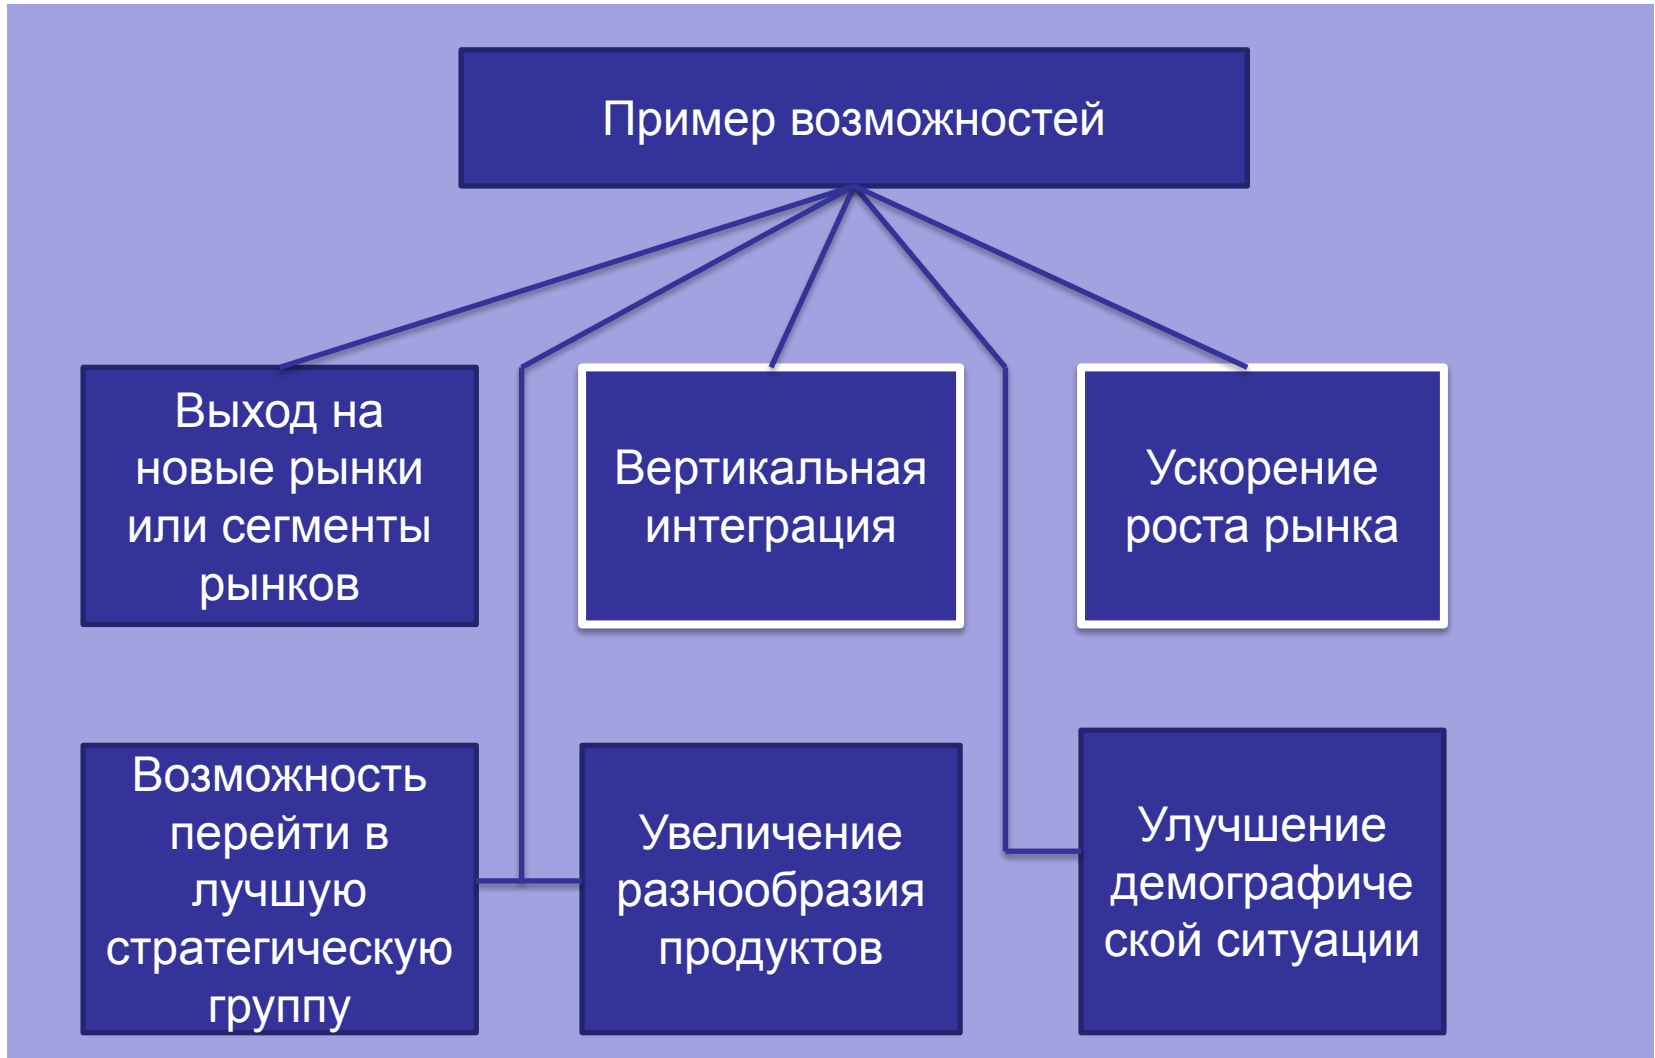 Пример возможностей
Выход на
новые рынки
или сегменты
рынков
Вертикальная
интеграция
Ускорение
роста рынка
Возможность
перейти в
лучшую
стратегическую
группу
Увеличение
разнообразия
продуктов
Улучшение
демографиче
ской ситуации